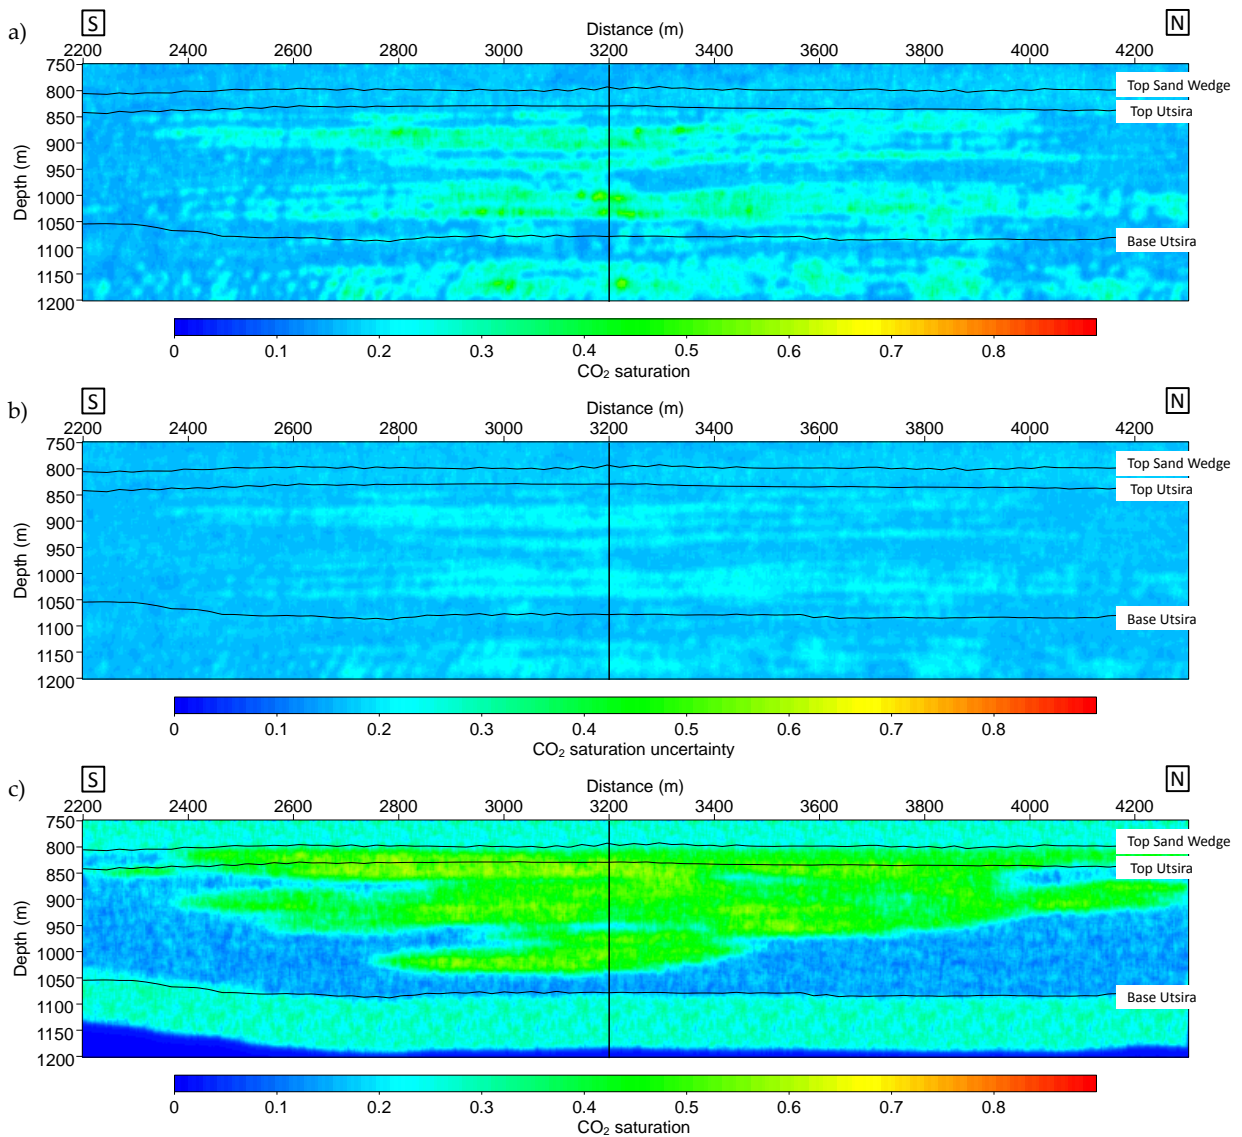 a)
S
Distance (m)
N
2200 2400 2600 2800 3000 3200 3400 3600 3800 4000 4200
Depth (m)
750
800
850
900
950
1000
1050
1100
1150
1200
Top Sand Wedge
Top Utsira
Base Utsira
0 0.1 0.2 0.3 0.4 0.5 0.6 0.7 0.8
CO₂ saturation
b)
S
Distance (m)
N
2200 2400 2600 2800 3000 3200 3400 3600 3800 4000 4200
Depth (m)
750
800
850
900
950
1000
1050
1100
1150
1200
Top Sand Wedge
Top Utsira
Base Utsira
0 0.1 0.2 0.3 0.4 0.5 0.6 0.7 0.8
CO₂ saturation uncertainty
c)
S
Distance (m)
N
2200 2400 2600 2800 3000 3200 3400 3600 3800 4000 4200
Depth (m)
750
800
850
900
950
1000
1050
1100
1150
1200
Top Sand Wedge
Top Utsira
Base Utsira
0 0.1 0.2 0.3 0.4 0.5 0.6 0.7 0.8
CO₂ saturation